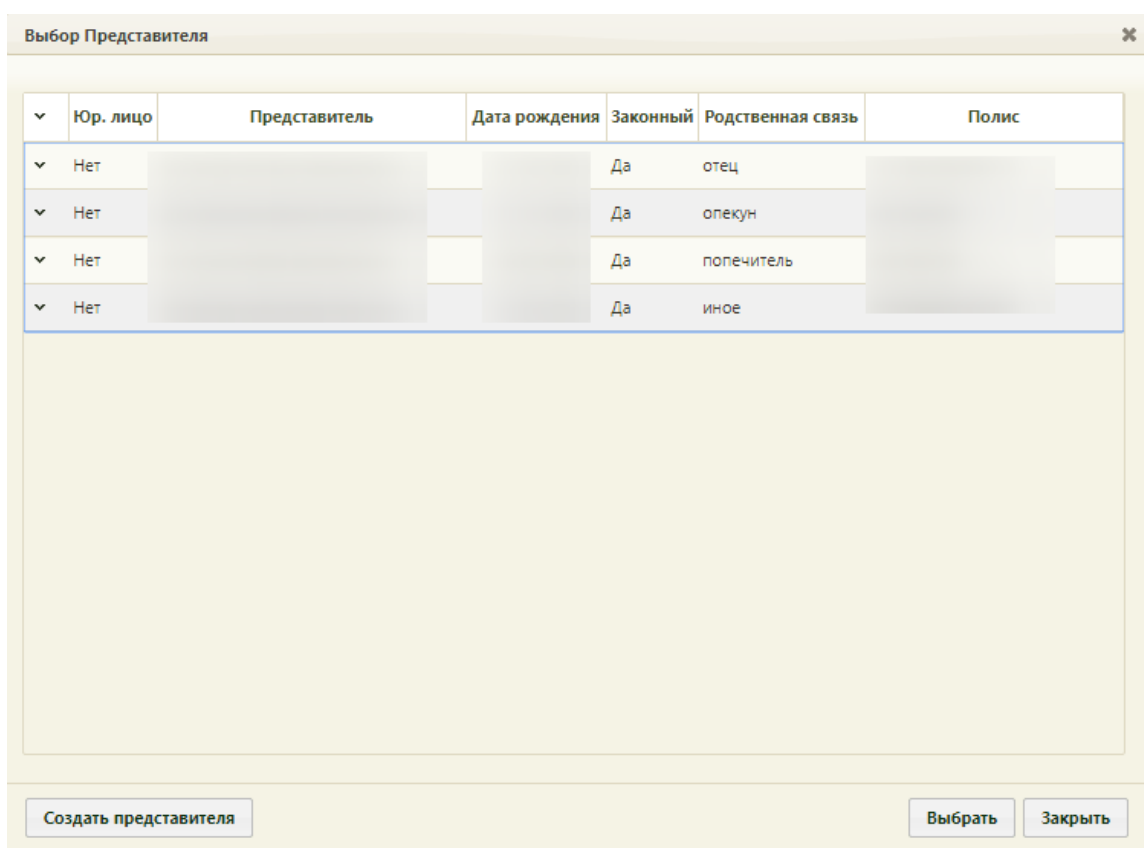 Выбор Представителя
Юр. лицо Представитель Дата рождения Законный Родственная связь Полис
Нет Да отец
Нет Да опекун
Нет Да попечитель
Нет Да иное
Создать представителя Выбрать Закрыть